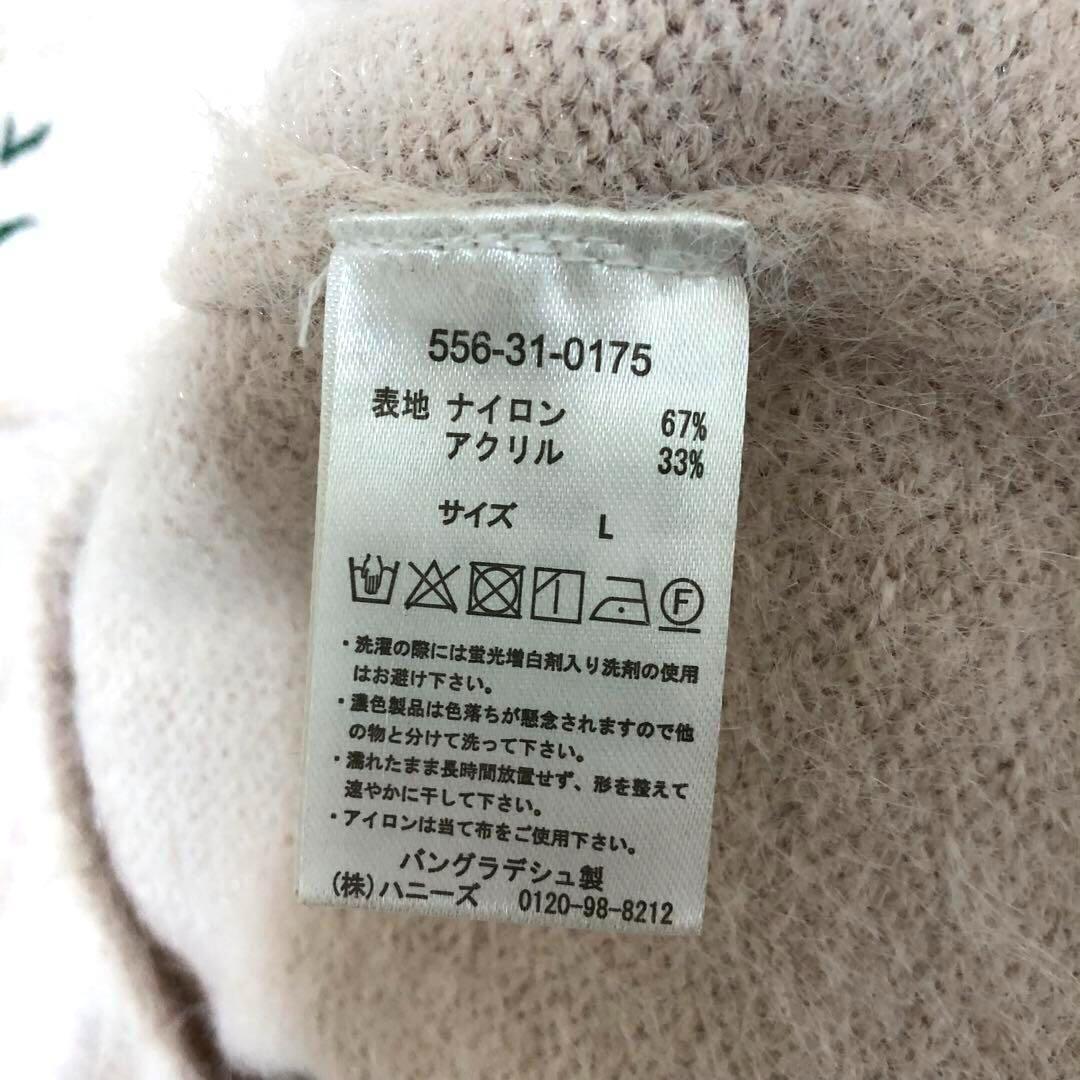 556-31-0175
表地 ナイロン 67%
アクリル 33%
サイズ L
F
・洗濯の際には蛍光増白剤入り洗剤の使用
はお避け下さい。
・濃色製品は色落ちが懸念されますので他
の物と分けて洗って下さい。
・濡れたまま長時間放置せず、形を整えて
速やかに干して下さい。
・アイロンは当て布をご使用下さい。
バングラデシュ製
(株)ハニーズ 0120-98-8212